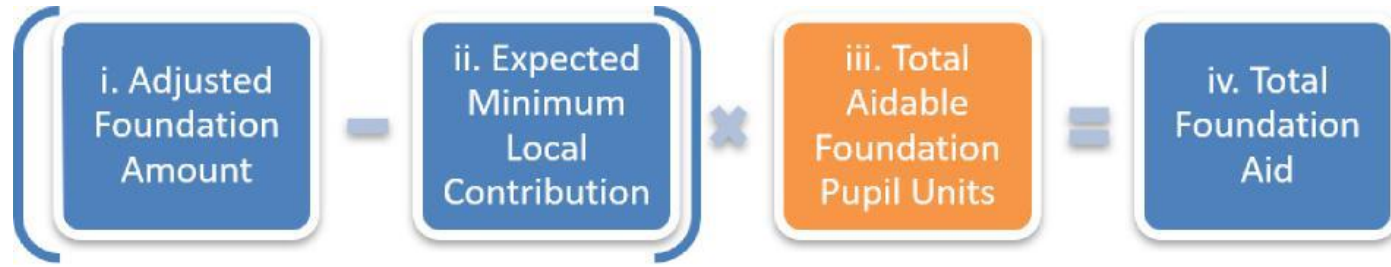 i. Adjusted
Foundation
Amount
ii. Expected
Minimum
Local
Contribution
iii. Total
Aidable
Foundation
Pupil Units
iv. Total
Foundation
Aid